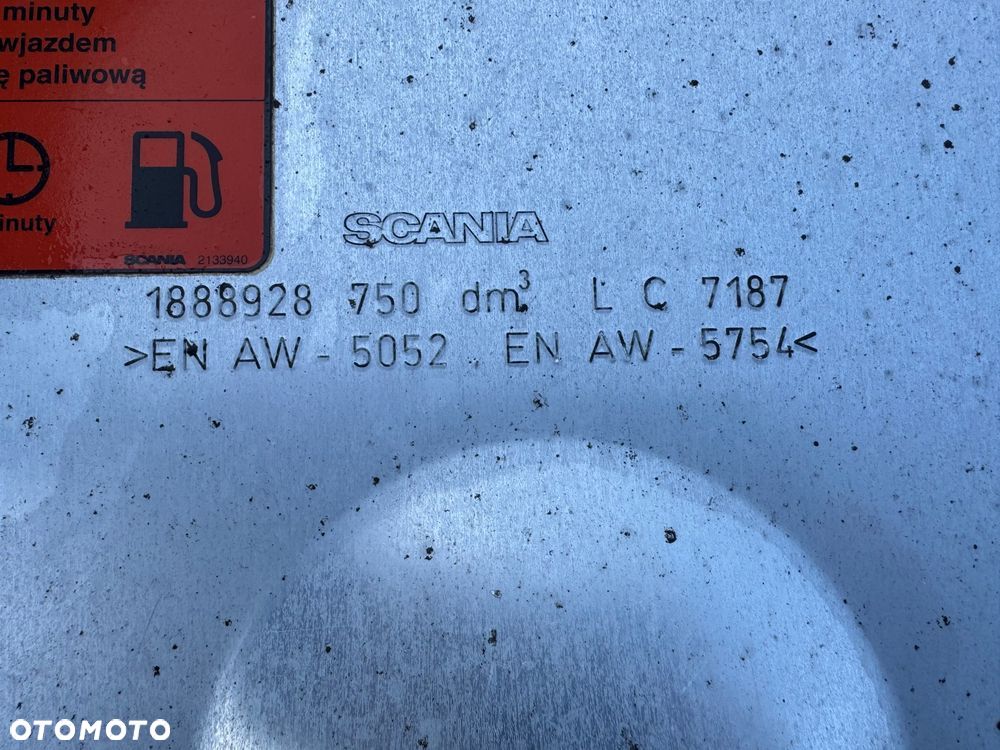 minuty
wjazdem
ę paliwową
inuty
SCANIA 2133940
SCANIA
1888928 750 dm³ L C 7187
>EN AW - 5052 , EN AW - 5754<
OTOMOTO